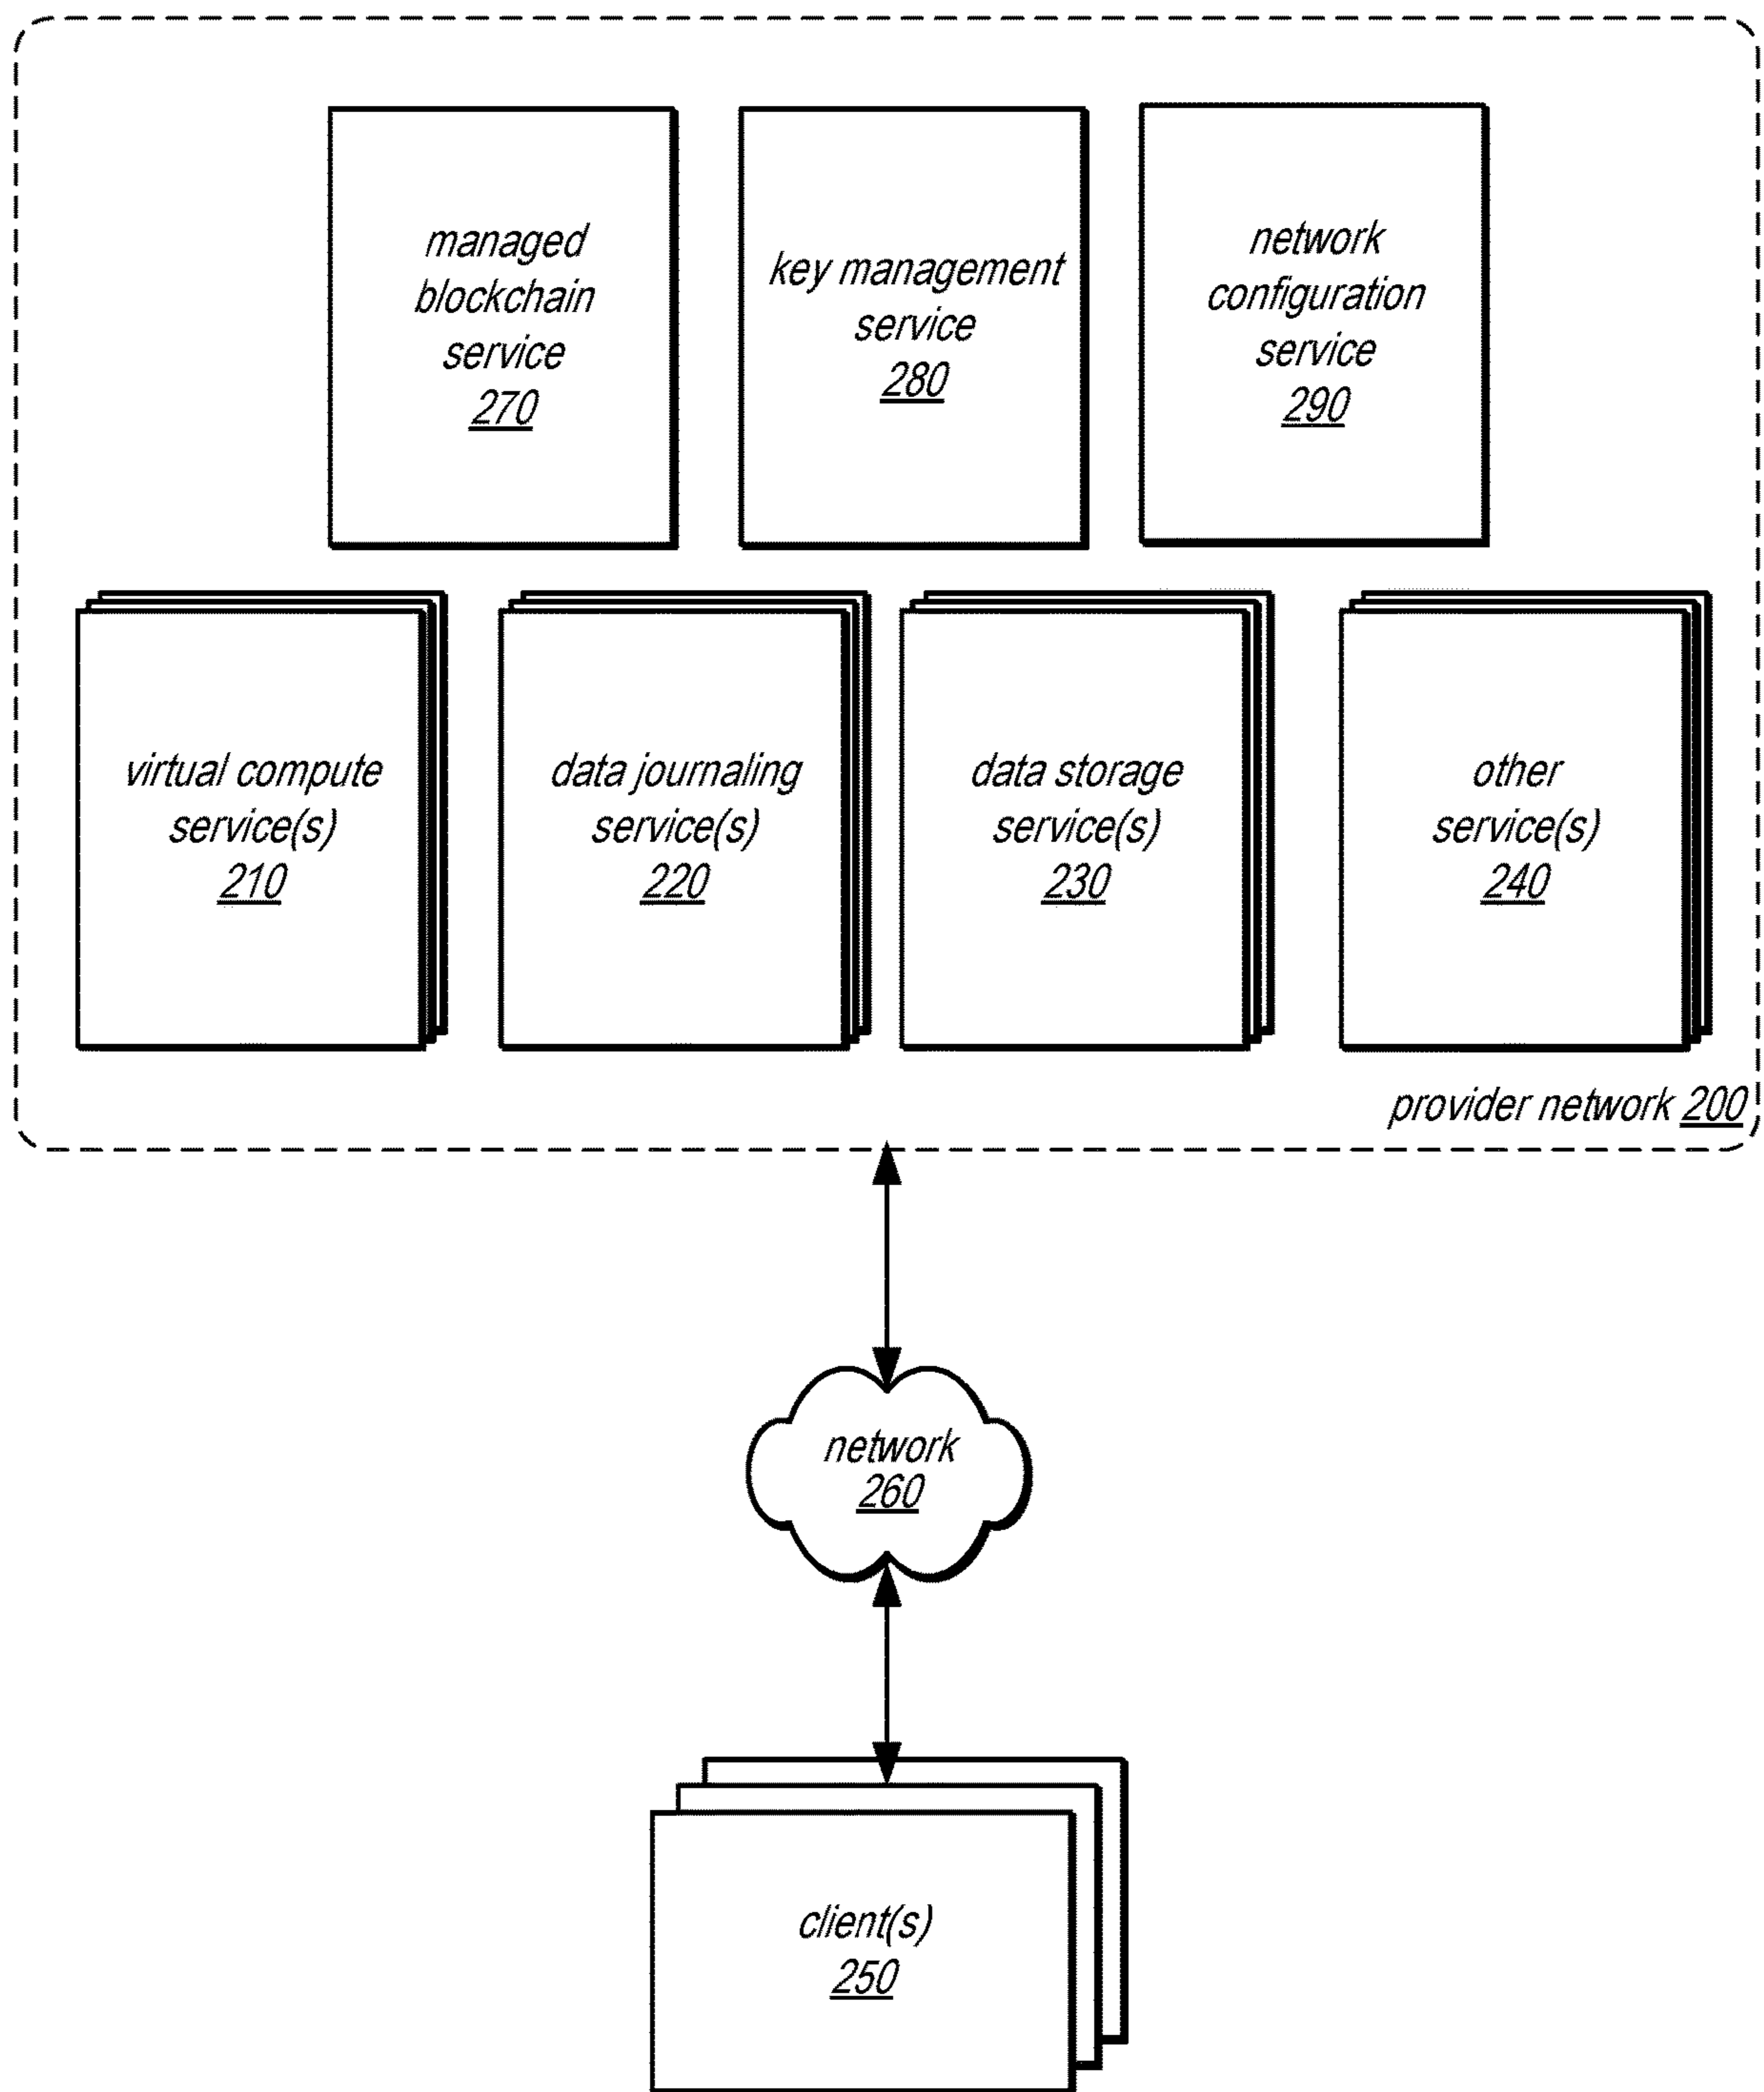 managed
blockchain
service
270
key management
service
280
network
configuration
service
290
virtual compute
service(s)
210
data journaling
service(s)
220
data storage
service(s)
230
other
service(s)
240
provider network 200
network
260
client(s)
250